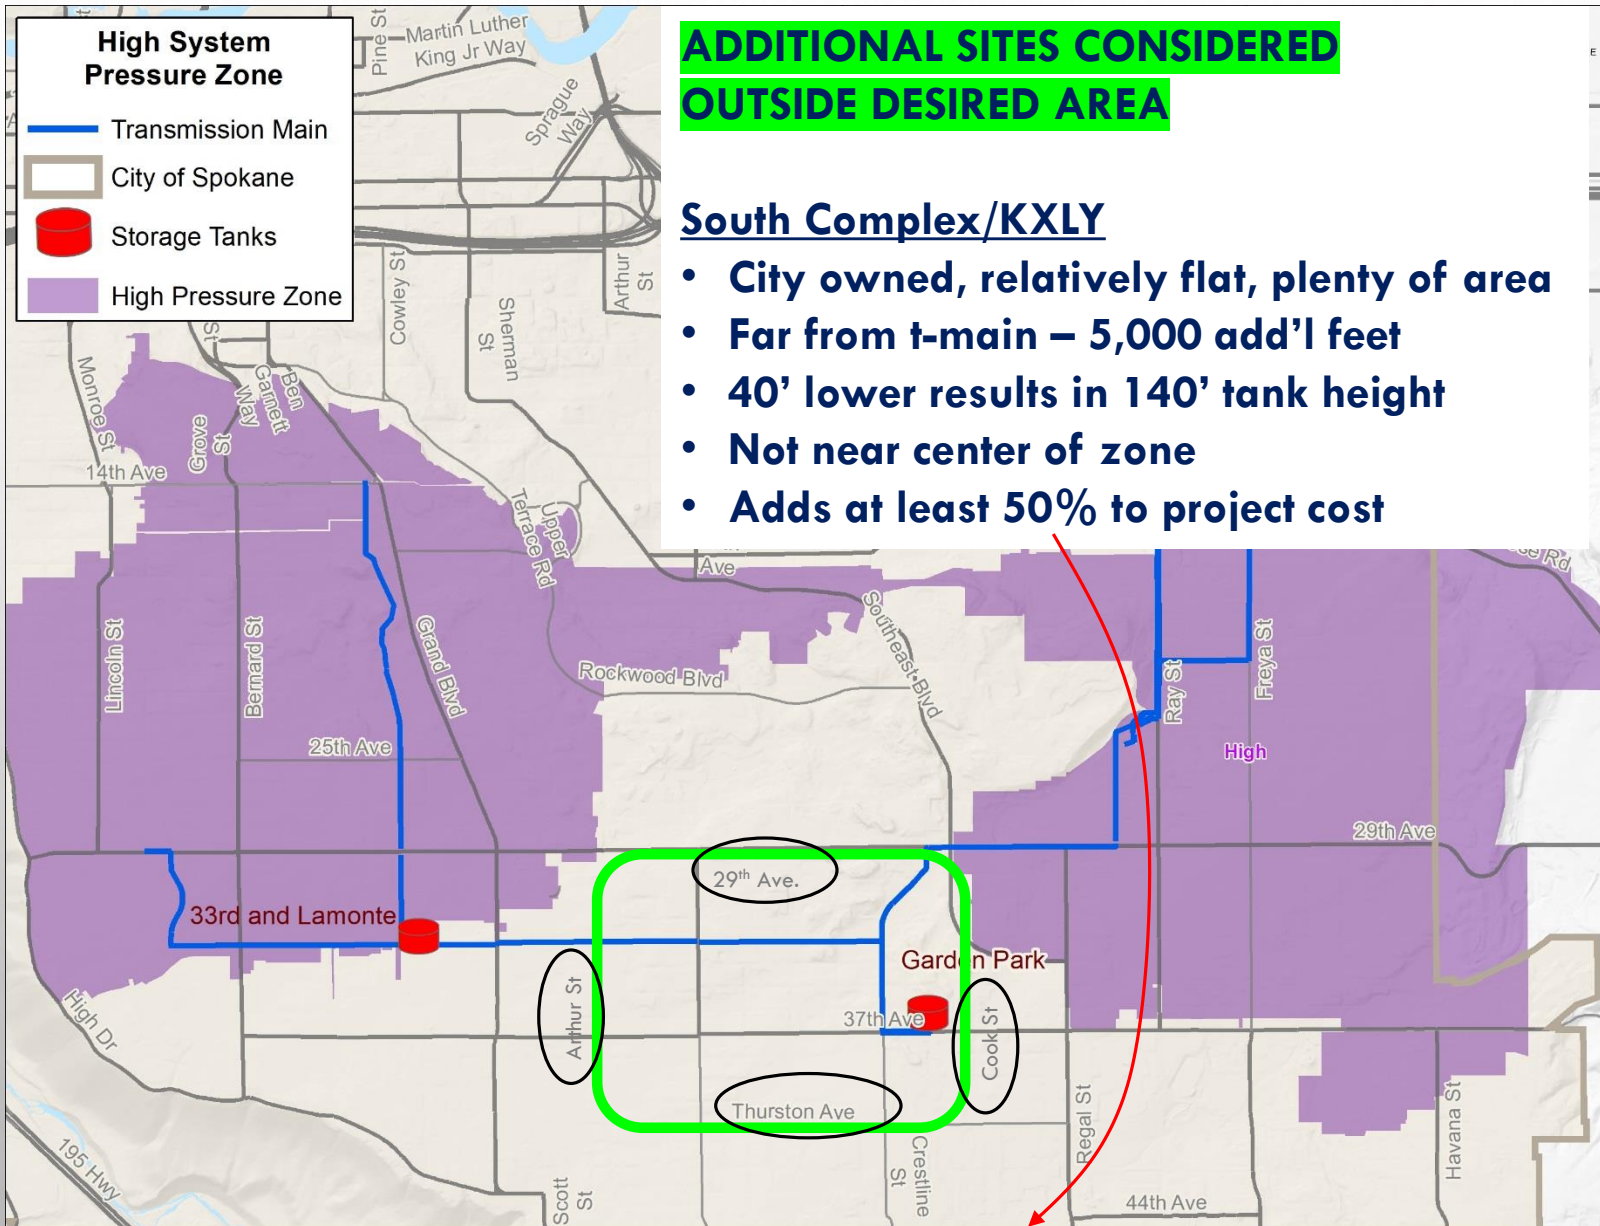 High System
Pressure Zone
Transmission Main
City of Spokane
Storage Tanks
High Pressure Zone
ADDITIONAL SITES CONSIDERED
OUTSIDE DESIRED AREA
South Complex/KXLY
• City owned, relatively flat, plenty of area
• Far from t-main – 5,000 add’l feet
• 40’ lower results in 140’ tank height
• Not near center of zone
• Adds at least 50% to project cost
Pine St
Martin Luther
King Jr Way
Sprague
Way
Cowley St
Sherman
St
Arthur
St
St
Monroe St
Grove
St
Garnett
Way
Ben
14th Ave
Upper
Terrace Rd
Ave
Southeast Blvd
Rd
Lincoln St
Bernard St
Grand Blvd
Rockwood Blvd
Ray St
Freya St
High
25th Ave
29th Ave
29th Ave.
33rd and Lamonte
Garden Park
Arthur St
37th Ave
Cook St
High Dr
Thurston Ave
Regal St
Havana St
195 Hwy
Scott
St
Crestline
St
44th Ave